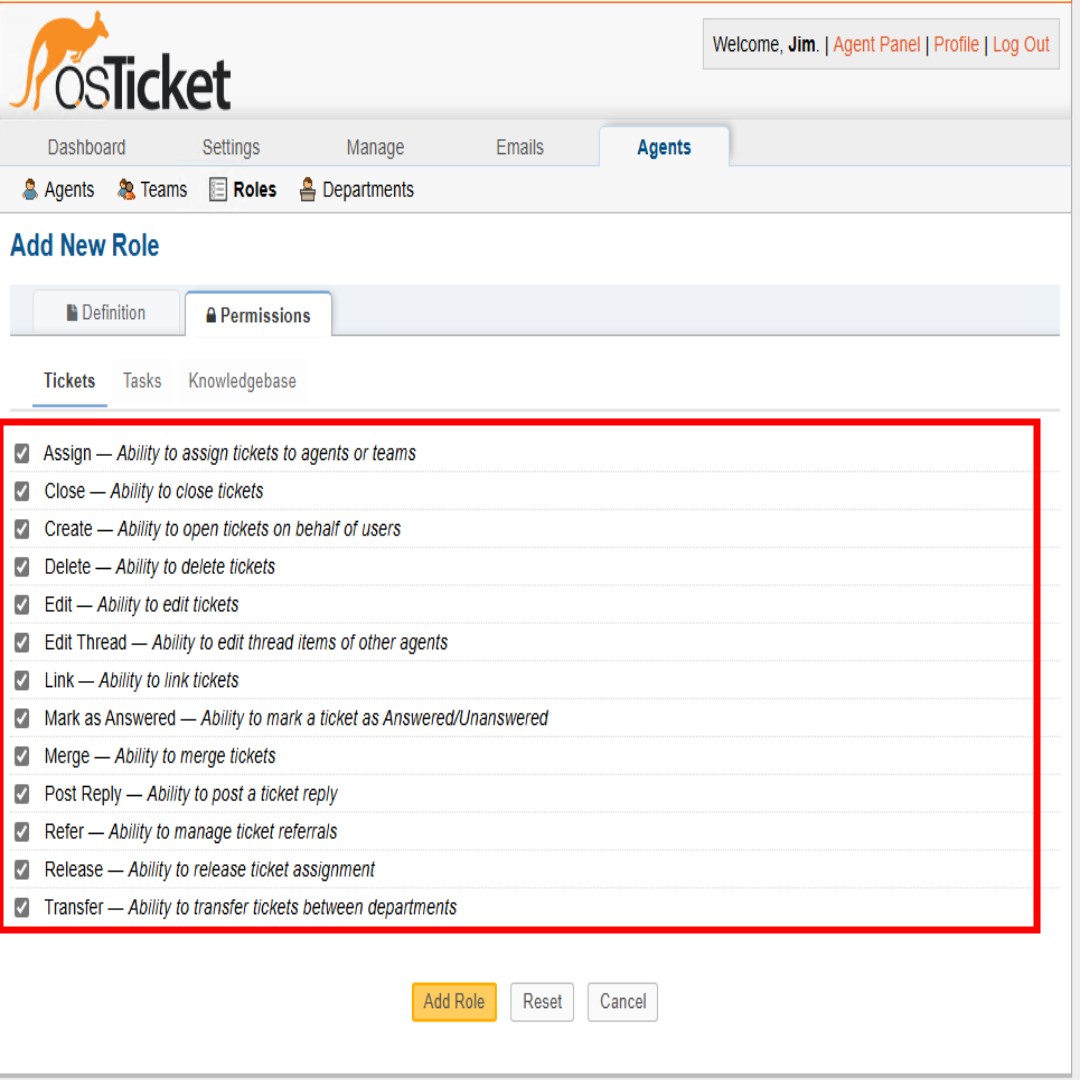 osTicket
Welcome, Jim. | Agent Panel | Profile | Log Out
Dashboard Settings Manage Emails Agents
Agents Teams Roles Departments
Add New Role
Definition Permissions
Tickets Tasks Knowledgebase
Assign — Ability to assign tickets to agents or teams
Close — Ability to close tickets
Create — Ability to open tickets on behalf of users
Delete — Ability to delete tickets
Edit — Ability to edit tickets
Edit Thread — Ability to edit thread items of other agents
Link — Ability to link tickets
Mark as Answered — Ability to mark a ticket as Answered/Unanswered
Merge — Ability to merge tickets
Post Reply — Ability to post a ticket reply
Refer — Ability to manage ticket referrals
Release — Ability to release ticket assignment
Transfer — Ability to transfer tickets between departments
Add Role Reset Cancel